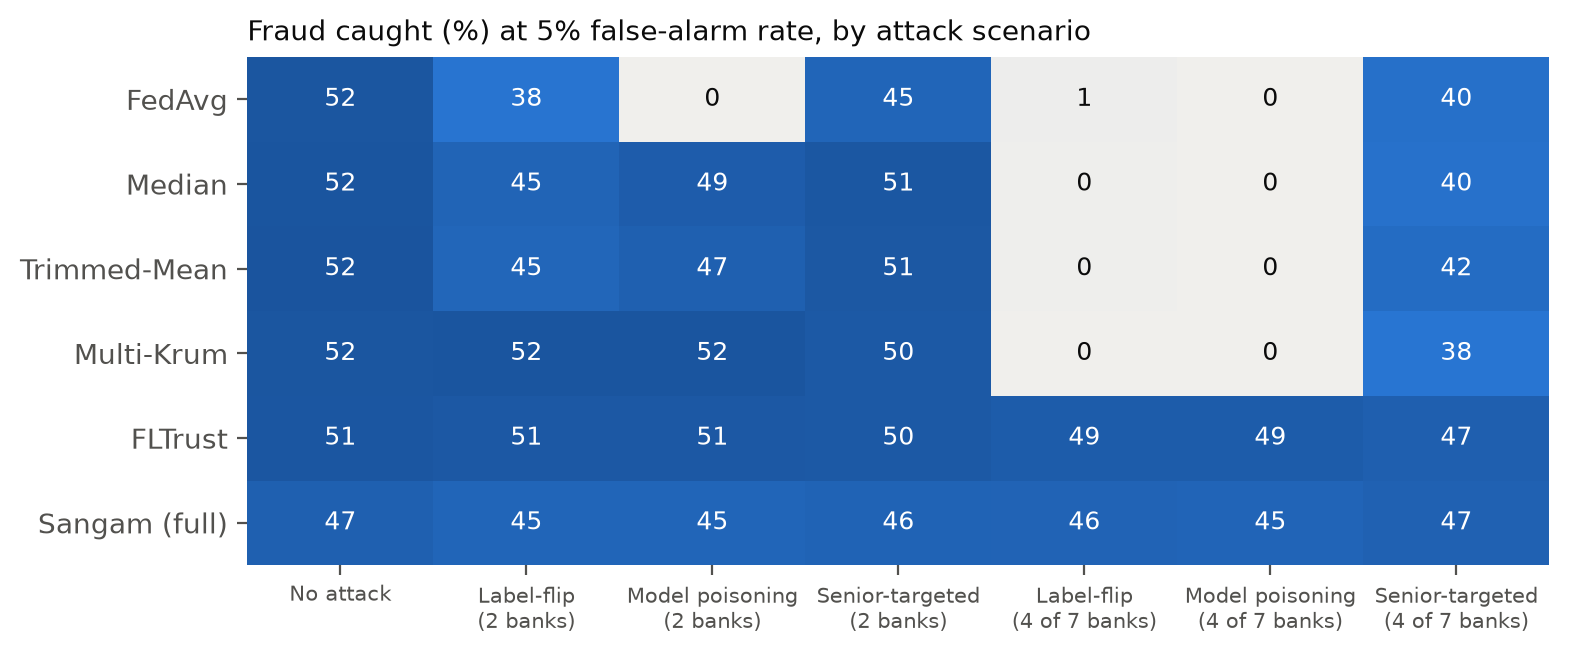 Fraud caught (%) at 5% false-alarm rate, by attack scenario
FedAvg 52 38 0 45 1 0 40
Median 52 45 49 51 0 0 40
Trimmed-Mean 52 45 47 51 0 0 42
Multi-Krum 52 52 52 50 0 0 38
FLTrust 51 51 51 50 49 49 47
Sangam (full) 47 45 45 46 46 45 47
No attack Label-flip Model poisoning Senior-targeted Label-flip Model poisoning Senior-targeted
(2 banks) (2 banks) (2 banks) (4 of 7 banks) (4 of 7 banks) (4 of 7 banks)